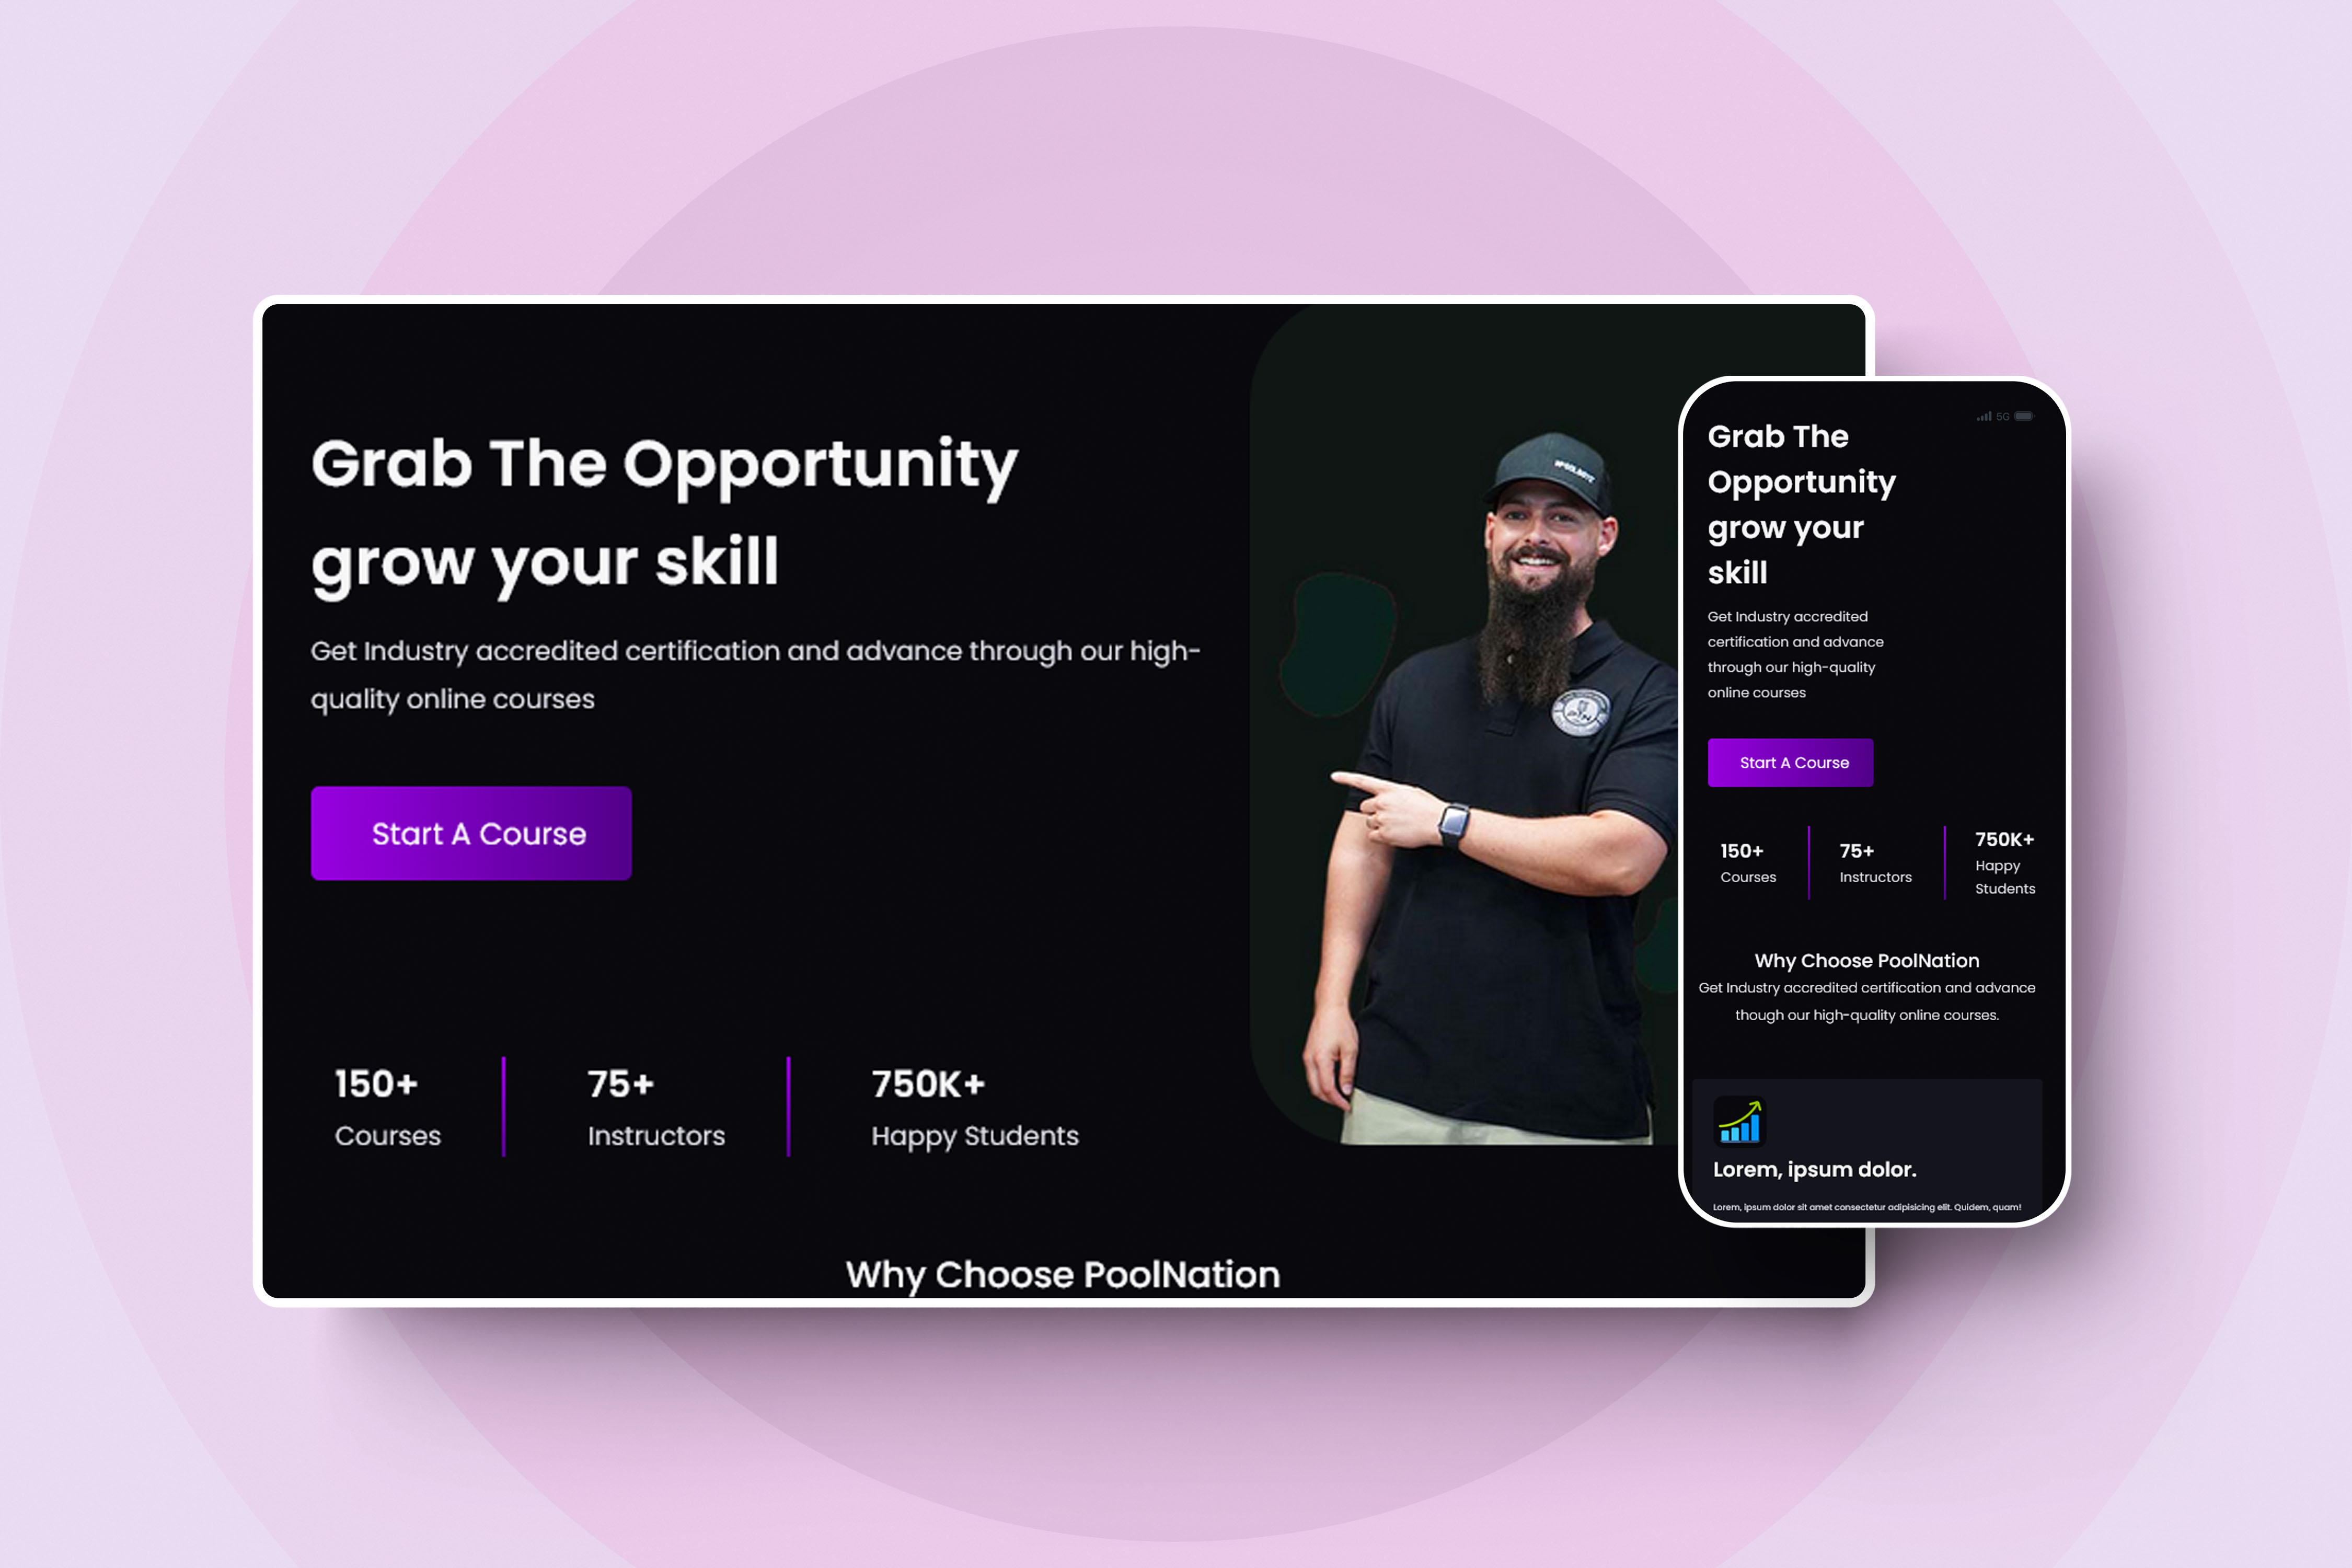 Grab The Opportunity
grow your skill
Get Industry accredited certification and advance through our high-
quality online courses
Start A Course
150+
Courses
75+
Instructors
750K+
Happy Students
Why Choose PoolNation
5G
Grab The
Opportunity
grow your
skill
Get Industry accredited
certification and advance
through our high-quality
online courses
Start A Course
150+
Courses
75+
Instructors
750K+
Happy
Students
Why Choose PoolNation
Get Industry accredited certification and advance
though our high-quality online courses.
Lorem, ipsum dolor.
Lorem, ipsum dolor sit amet consectetur adipisicing elit. Quidem, quam!